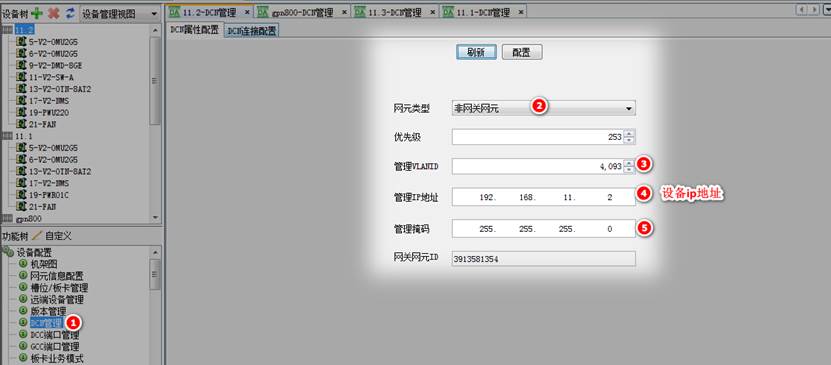 设备树 设备管理视图
11.2
5-V2-OMU2G5
6-V2-OMU2G5
9-V2-DMD-8GE
11-V2-SW-A
13-V2-OTN-8AT2
17-V2-NMS
19-PWU220
21-FAN
11.1
5-V2-OMU2G5
6-V2-OMU2G5
13-V2-OTN-8AT2
17-V2-NMS
19-PWR01C
21-FAN
gpn800
功能树 自定义
设备配置
机架图
网元信息配置
槽位/板卡管理
远端设备管理
版本管理
DCN管理 1
DCC端口管理
GCC端口管理
板卡业务模式
11.2-DCN管理 gpn800-DCN管理 11.3-DCN管理 11.1-DCN管理
DCN属性配置 DCN连接配置
刷新 配置
网元类型 非网关网元 2
优先级 253
管理VLANID 4,093 3
管理IP地址 192. 168. 11. 2 4 设备ip地址
管理掩码 255. 255. 255. 0 5
网关网元ID 3913581354